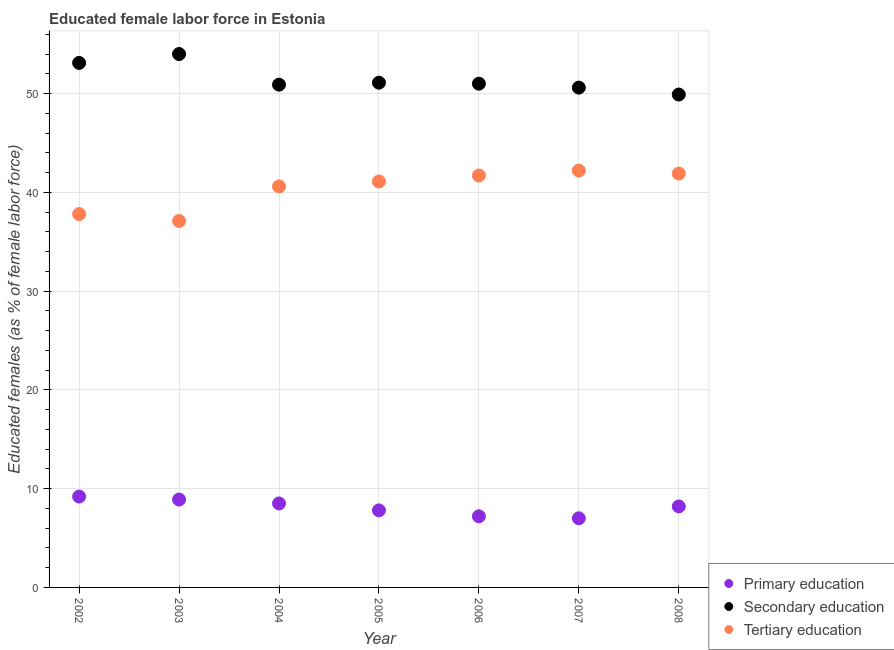 Educated female labor force in Estonia
Educated females (as % of female labor force)
50
40
30
20
10
0
2002
2003
2004
2005
2006
2007
2008
Year
Primary education
Secondary education
Tertiary education